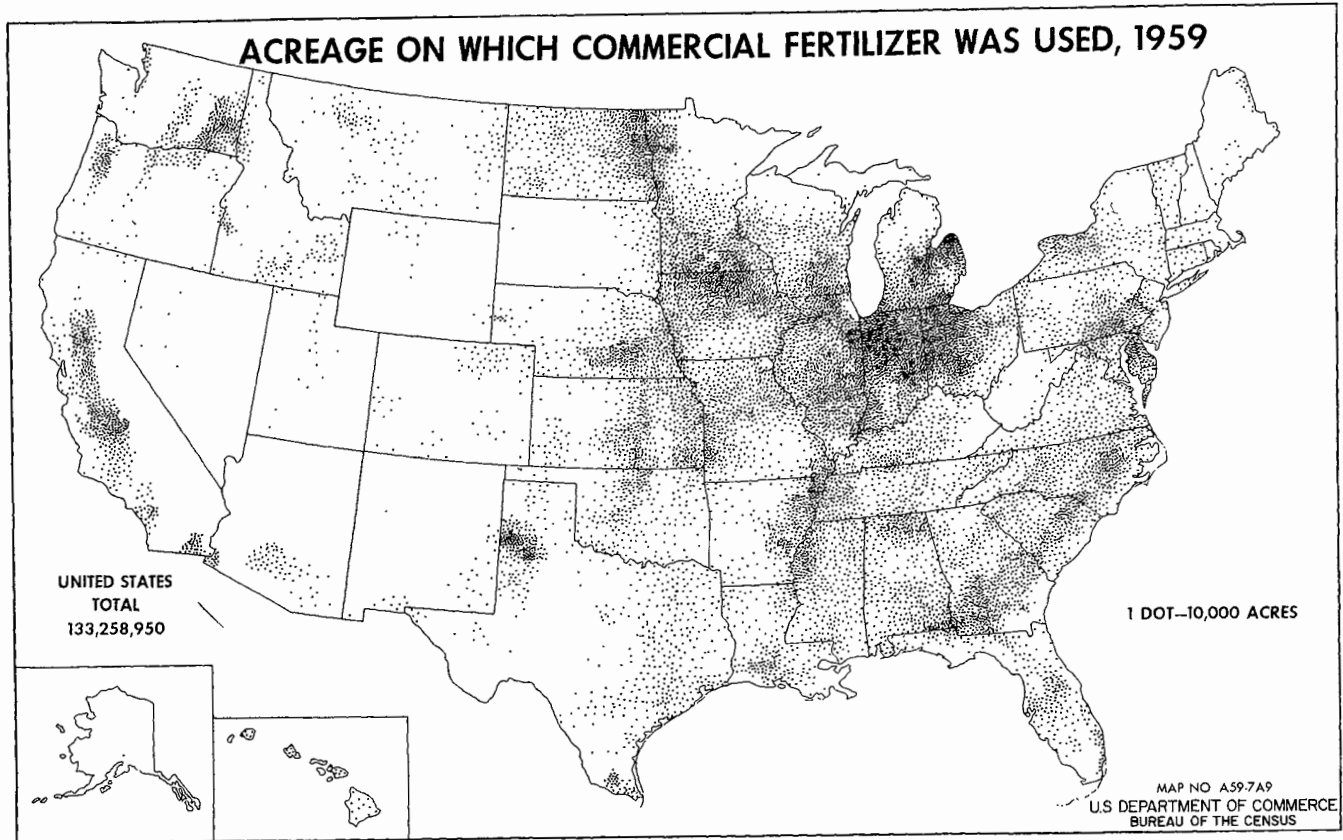 ACREAGE ON WHICH COMMERCIAL FERTILIZER WAS USED, 1959
UNITED STATES
TOTAL
133,258,950
1 DOT—10,000 ACRES
MAP NO A59-7A9
U.S DEPARTMENT OF COMMERCE
BUREAU OF THE CENSUS